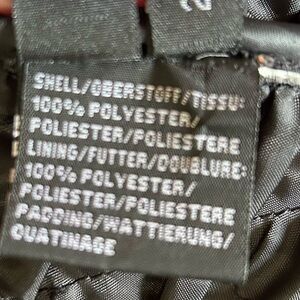 SHELL/OBERSTOFF/TISSU:
100% POLYESTER/
POLIESTER/POLIESTERE
LINING/FUTTER/DOUBLURE:
100% POLYESTER/
POLIESTER/POLIESTERE
PADDING/WATTIERUNG/
OUATINAGE